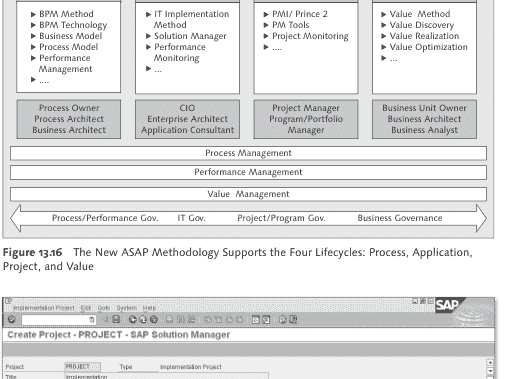 ▶ BPM Method
▶ BPM Technology
▶ Business Model
▶ Process Model
▶ Performance
Management
▶ ....
▶ IT Implementation
Method
▶ Solution Manager
▶ Performance
Monitoring
▶ ...
▶ PMI/ Prince 2
▶ PM Tools
▶ Project Monitoring
▶ ....
▶ Value Method
▶ Value Discovery
▶ Value Realization
▶ Value Optimization
▶ ...
Process Owner
Process Architect
Business Architect
CIO
Enterprise Architect
Application Consultant
Project Manager
Program/Portfolio
Manager
Business Unit Owner
Business Architect
Business Analyst
Process Management
Performance Management
Value Management
Process/Performance Gov. IT Gov. Project/Program Gov. Business Governance
Figure 13.16 The New ASAP Methodology Supports the Four Lifecycles: Process, Application,
Project, and Value
Implementation Project Edit Goto System Help
SAP
Create Project - PROJECT - SAP Solution Manager
Project PROJECT Type Implementation Project
Title Implementation